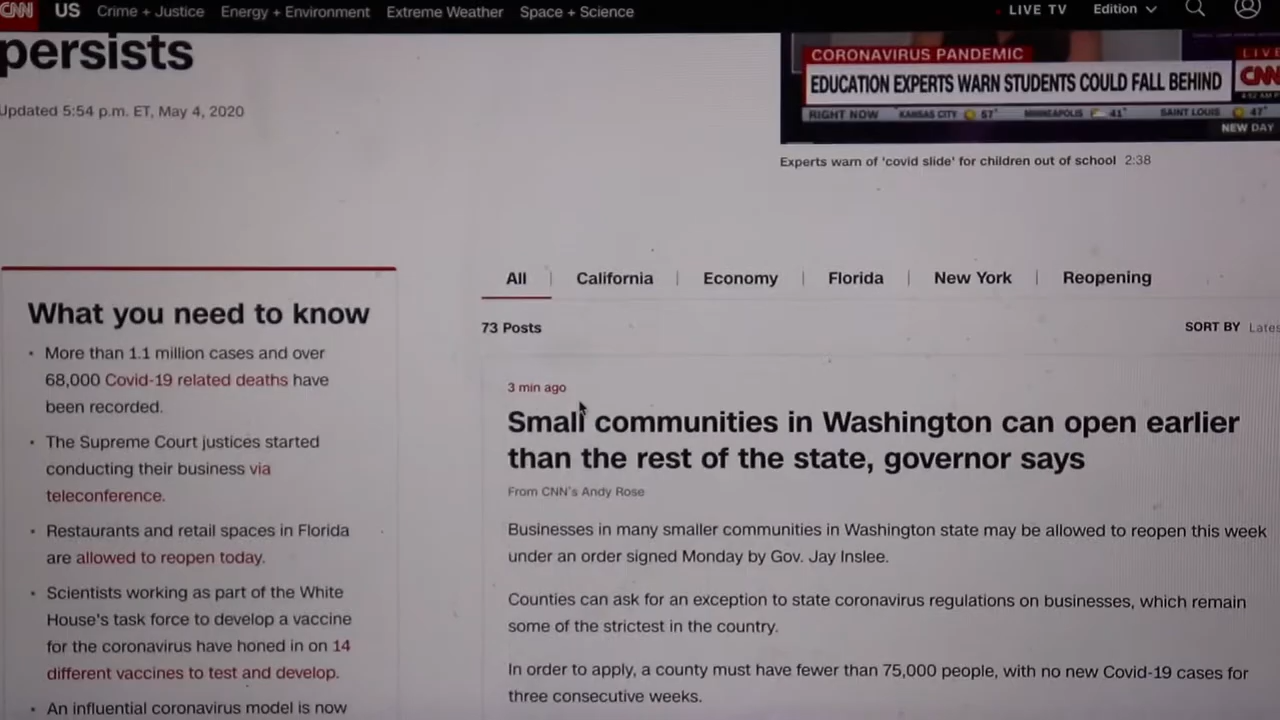 CNN US Crime + Justice Energy + Environment Extreme Weather Space + Science LIVE TV Edition
persists
Updated 5:54 p.m. ET, May 4, 2020
CORONAVIRUS PANDEMIC LIVE
EDUCATION EXPERTS WARN STUDENTS COULD FALL BEHIND CNN
RIGHT NOW KANSAS CITY 57° MINNEAPOLIS 41° SAINT LOUIS 47°
NEW DAY
Experts warn of 'covid slide' for children out of school 2:38
All California Economy Florida New York Reopening
73 Posts SORT BY Lates
What you need to know
• More than 1.1 million cases and over
68,000 Covid-19 related deaths have
been recorded.
• The Supreme Court justices started
conducting their business via
teleconference.
• Restaurants and retail spaces in Florida
are allowed to reopen today.
• Scientists working as part of the White
House's task force to develop a vaccine
for the coronavirus have honed in on 14
different vaccines to test and develop.
• An influential coronavirus model is now
3 min ago
Small communities in Washington can open earlier
than the rest of the state, governor says
From CNN's Andy Rose
Businesses in many smaller communities in Washington state may be allowed to reopen this week
under an order signed Monday by Gov. Jay Inslee.
Counties can ask for an exception to state coronavirus regulations on businesses, which remain
some of the strictest in the country.
In order to apply, a county must have fewer than 75,000 people, with no new Covid-19 cases for
three consecutive weeks.